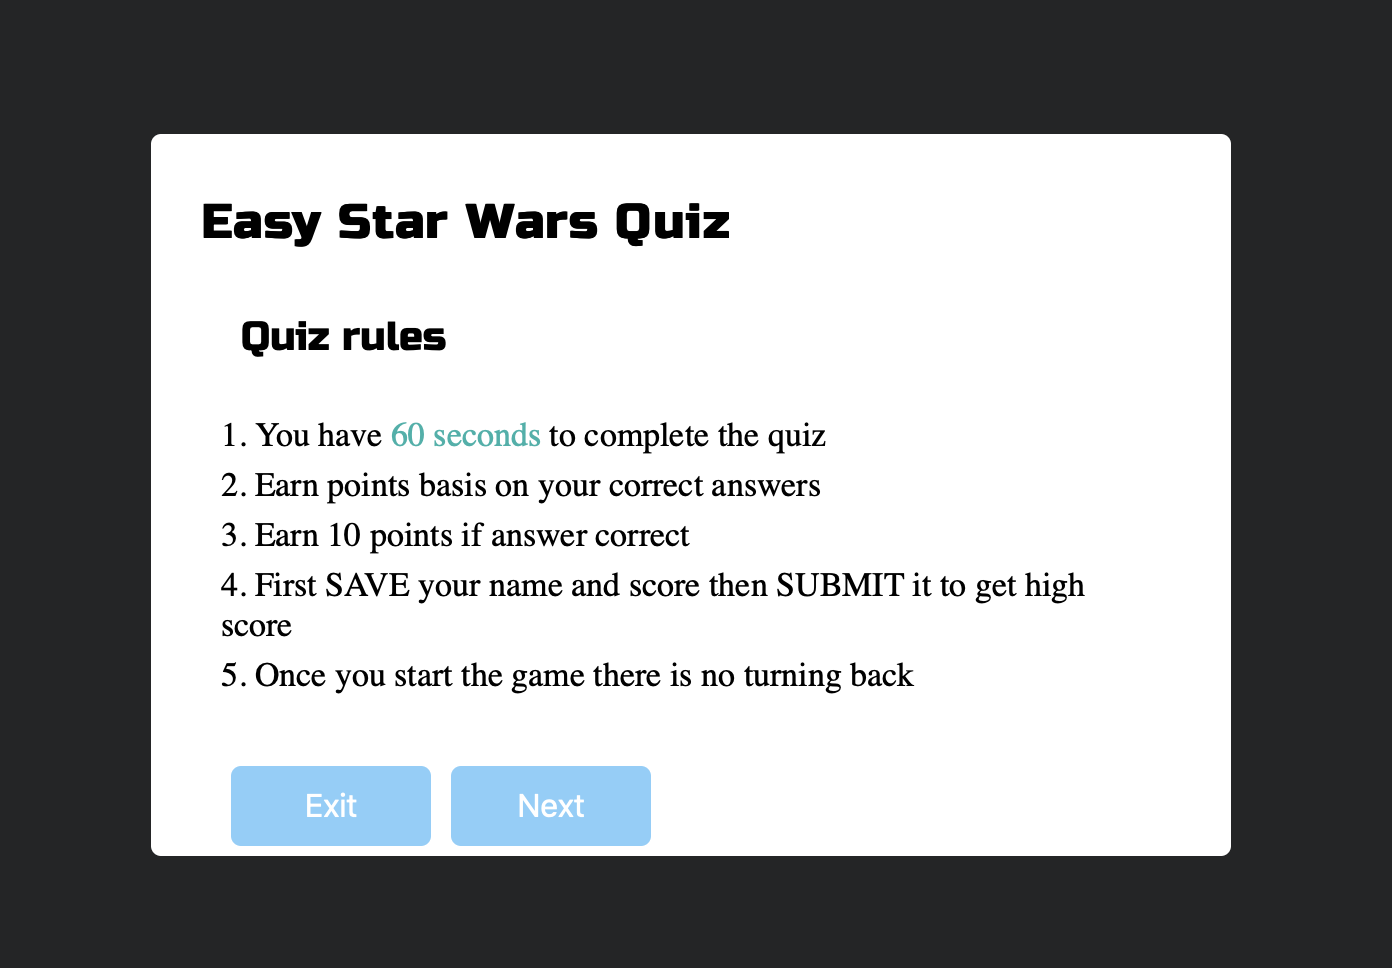 Easy Star Wars Quiz
Quiz rules
1. You have 60 seconds to complete the quiz
2. Earn points basis on your correct answers
3. Earn 10 points if answer correct
4. First SAVE your name and score then SUBMIT it to get high
score
5. Once you start the game there is no turning back
Exit Next